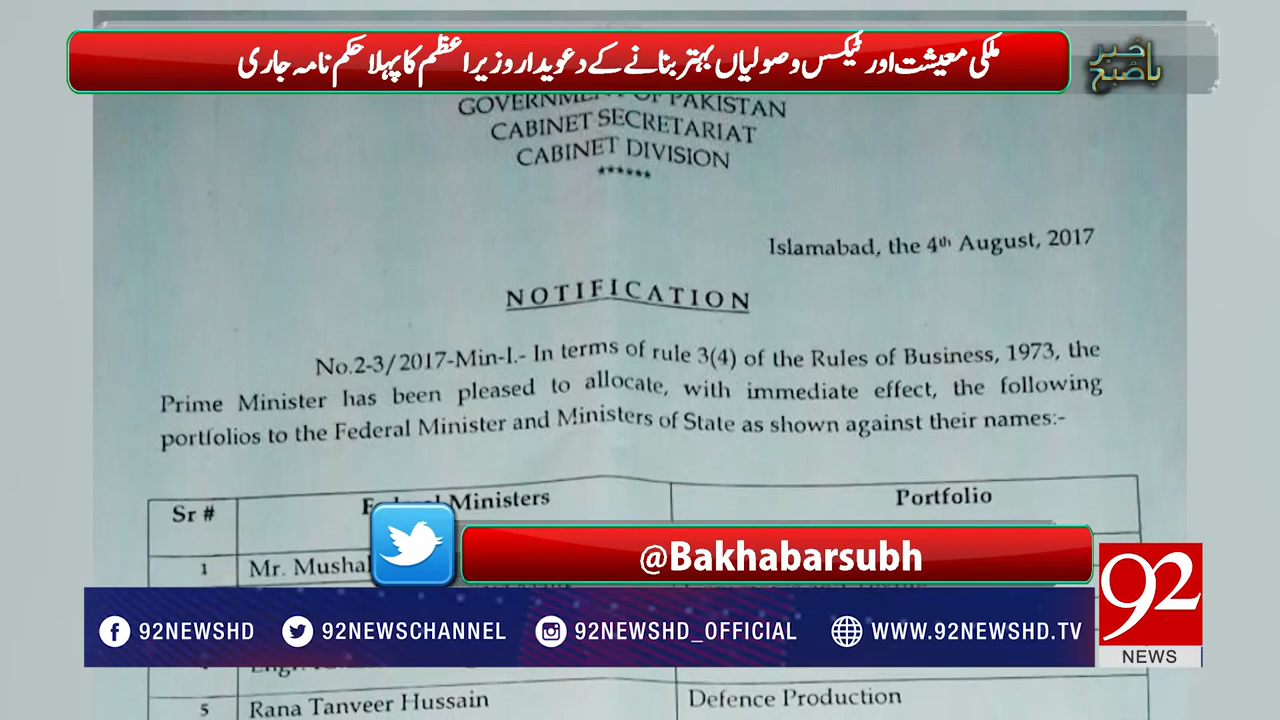 ملکی معیشت اور ٹیکس وصولیاں بہتر بنانے کے دعویدار وزیر اعظم کا پہلا حکم نامہ جاری
باخبر صبح
GOVERNMENT OF PAKISTAN
CABINET SECRETARIAT
CABINET DIVISION
******
Islamabad, the 4th August, 2017
NOTIFICATION
No.2-3/2017-Min-I.- In terms of rule 3(4) of the Rules of Business, 1973, the
Prime Minister has been pleased to allocate, with immediate effect, the following
portfolios to the Federal Minister and Ministers of State as shown against their names:-
Sr # Federal Ministers Portfolio
1 Mr.
@Bakhabarsubh
92NEWSHD 92NEWSCHANNEL 92NEWSHD_OFFICIAL WWW.92NEWSHD.TV
92
NEWS
5 Rana Tanveer Hussain Defence Production